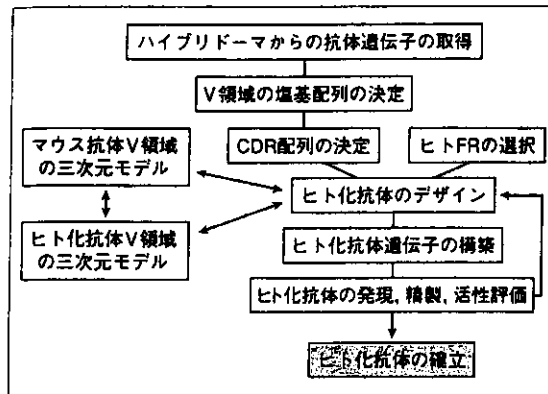 ハイブリドーマからの抗体遺伝子の取得
V領域の塩基配列の決定
CDR配列の決定
ヒトFRの選択
マウス抗体V領域
の三次元モデル
ヒト化抗体のデザイン
ヒト化抗体V領域
の三次元モデル
ヒト化抗体遺伝子の構築
ヒト化抗体の発現, 精製, 活性評価
ヒト化抗体の確立